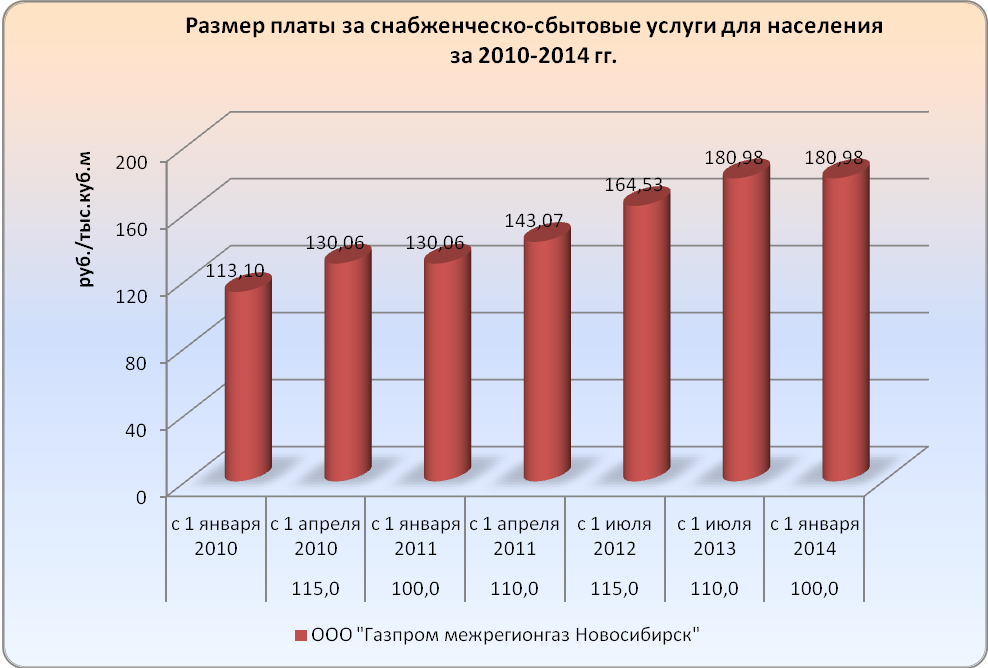 Размер платы за снабженческо-сбытовые услуги для населения
за 2010-2014 гг.
руб./тыс.куб.м
200
160
120
80
40
0
113,10
130,06
130,06
143,07
164,53
180,98
180,98
с 1 января 2010
с 1 апреля 2010
с 1 января 2011
с 1 апреля 2011
с 1 июля 2012
с 1 июля 2013
с 1 января 2014
115,0
100,0
110,0
115,0
110,0
100,0
ООО "Газпром межрегионгаз Новосибирск"